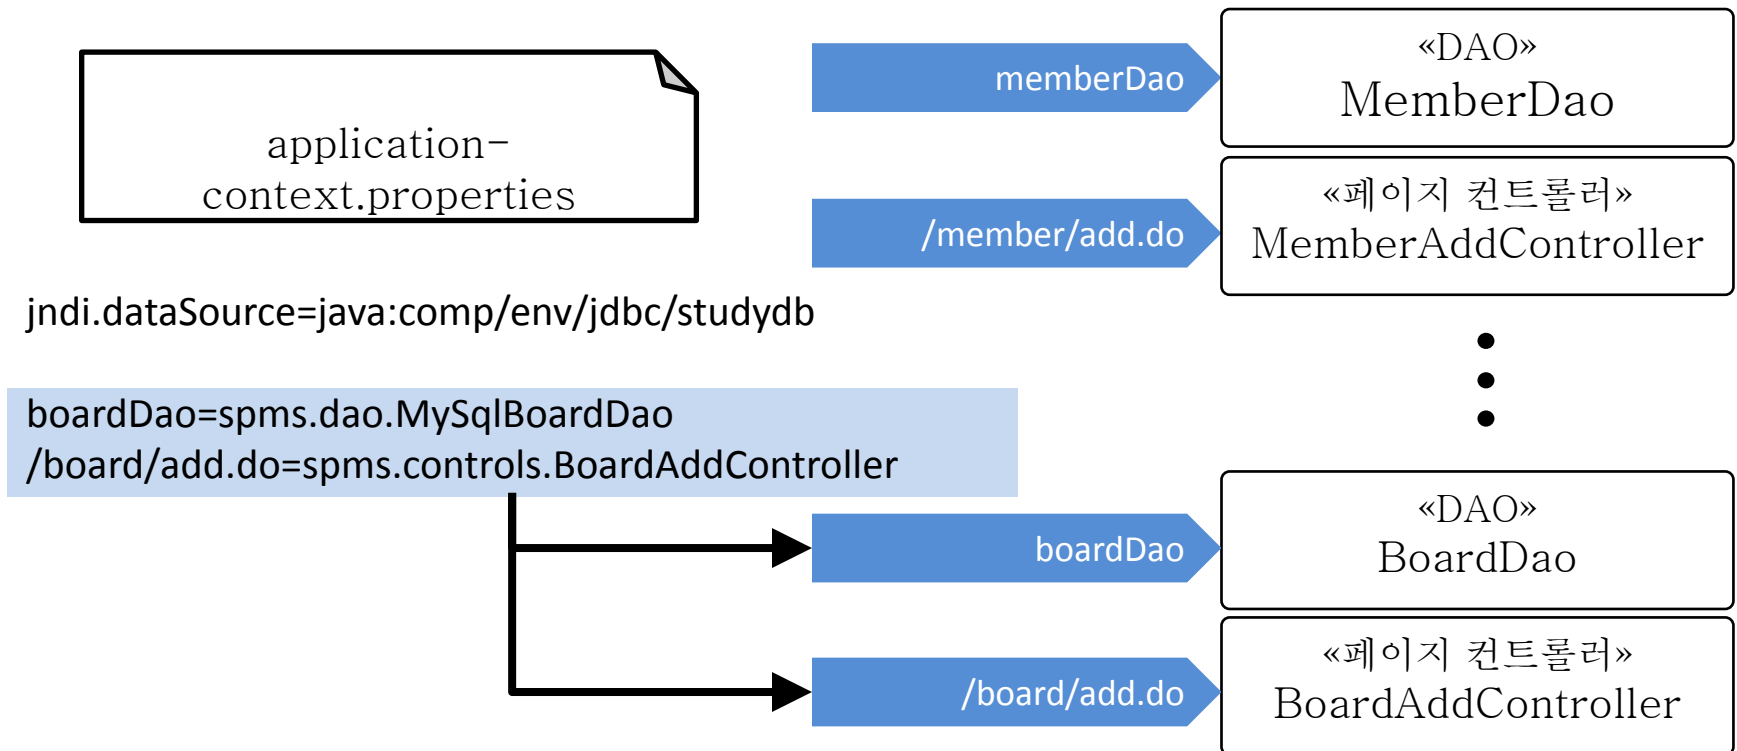 application-
context.properties
jndi.dataSource=java:comp/env/jdbc/studydb
boardDao=spms.dao.MySqlBoardDao
/board/add.do=spms.controls.BoardAddController
memberDao
«DAO»
MemberDao
/member/add.do
«페이지 컨트롤러»
MemberAddController
boardDao
«DAO»
BoardDao
/board/add.do
«페이지 컨트롤러»
BoardAddController